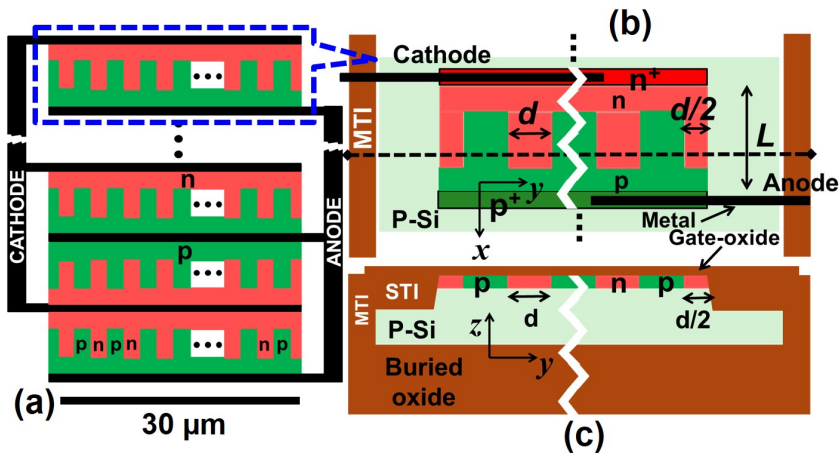 CATHODE
n
p
p n p n
n p
ANODE
(a)
30 μm
(b)
Cathode
n+
n
d
d/2
L
MTI
p
Anode
y
p+
P-Si
x
Metal
Gate-oxide
MTI
STI
p
n
p
d
d/2
P-Si
z
y
Buried
oxide
(c)